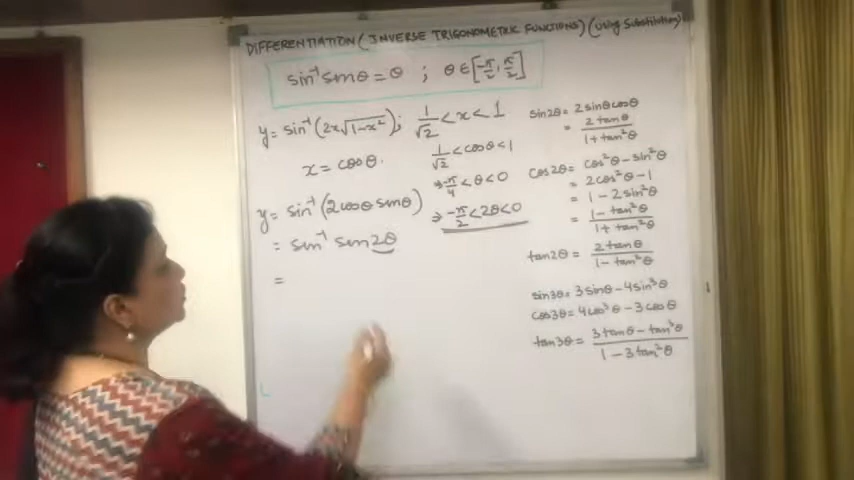 DIFFERENTIATION (INVERSE TRIGONOMETRIC FUNCTIONS) (Using Substitution)
sin⁻¹ sinθ = θ ; θ ∈ [-π/2, π/2]
y = sin⁻¹(2x√(1-x²)) ; 1/√2 < x < 1
x = cosθ.
1/√2 < cosθ < 1
⇒ -π/4 < θ < 0
y = sin⁻¹(2cosθ sinθ)
⇒ -π/2 < 2θ < 0
= sin⁻¹ sin2θ
=
sin2θ = 2sinθcosθ
= 2tanθ/(1+tan²θ)
cos2θ = cos²θ - sin²θ
= 2cos²θ - 1
= 1 - 2sin²θ
= (1 - tan²θ)/(1 + tan²θ)
tan2θ = 2tanθ/(1 - tan²θ)
sin3θ = 3sinθ - 4sin³θ
cos3θ = 4cos³θ - 3cosθ
tan3θ = (3tanθ - tan³θ)/(1 - 3tan²θ)